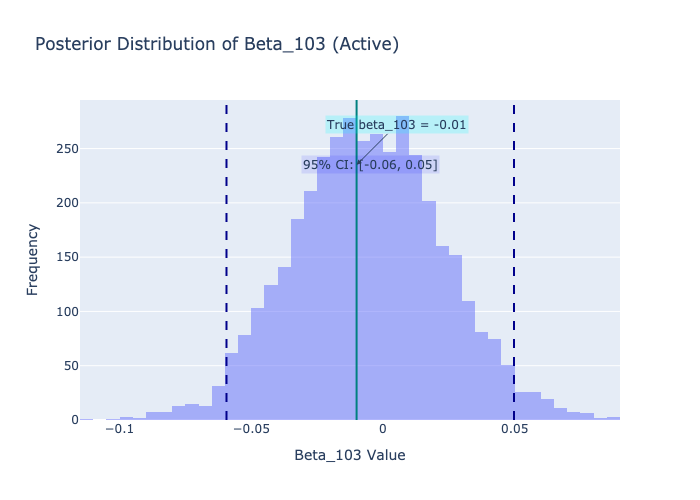 Posterior Distribution of Beta_103 (Active)
True beta_103 = -0.01
95% CI: [-0.06, 0.05]
Frequency
250
200
150
100
50
0
−0.1
−0.05
0
0.05
Beta_103 Value